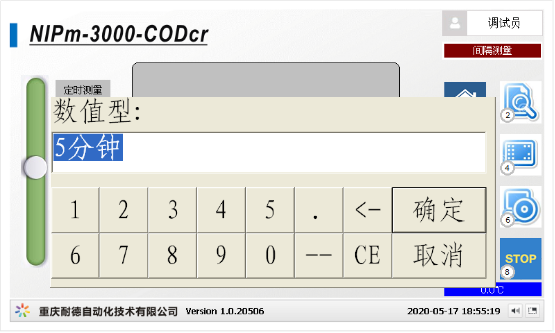 NIPm-3000-CODcr
调试员
间隔测量
定时测量
数值型:
5分钟
1 2 3 4 5 . <- 确定
6 7 8 9 0 -- CE 取消
2
4
6
STOP
8
0.0℃
重庆耐德自动化技术有限公司 Version 1.0.20506 2020-05-17 18:55:19